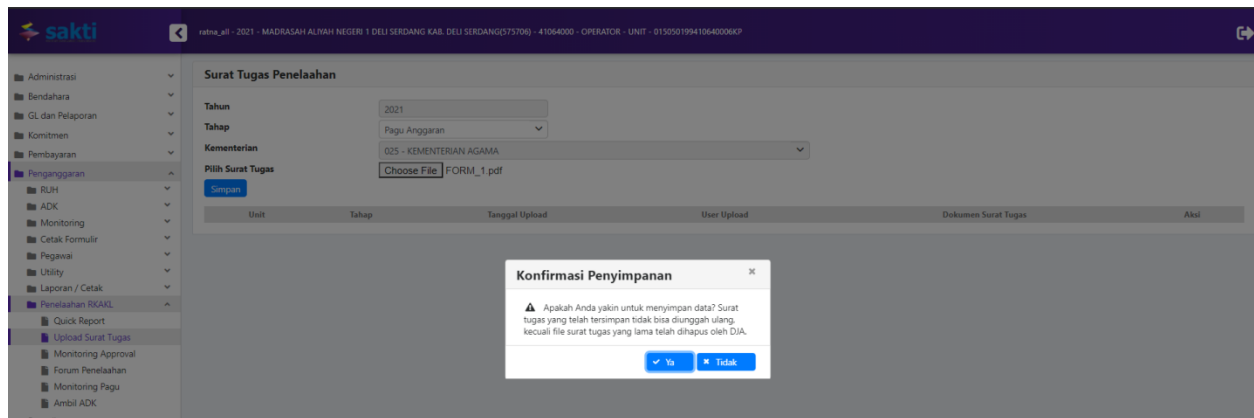 sakti
ratna_all - 2021 - MADRASAH ALIYAH NEGERI 1 DELI SERDANG KAB. DELI SERDANG(575706) - 41064000 - OPERATOR - UNIT - 015050199410640006KP
Administrasi
Bendahara
GL dan Pelaporan
Komitmen
Pembayaran
Penganggaran
RUH
ADK
Monitoring
Cetak Formulir
Pegawai
Utility
Laporan / Cetak
Penelaahan RKAKL
Quick Report
Upload Surat Tugas
Monitoring Approval
Forum Penelaahan
Monitoring Pagu
Ambil ADK
Surat Tugas Penelaahan
Tahun 2021
Tahap Pagu Anggaran
Kementerian 025 - KEMENTERIAN AGAMA
Pilih Surat Tugas Choose File FORM_1.pdf
Simpan
Unit Tahap Tanggal Upload User Upload Dokumen Surat Tugas Aksi
Konfirmasi Penyimpanan
Apakah Anda yakin untuk menyimpan data? Surat
tugas yang telah tersimpan tidak bisa diunggah ulang,
kecuali file surat tugas yang lama telah dihapus oleh DJA.
Ya Tidak